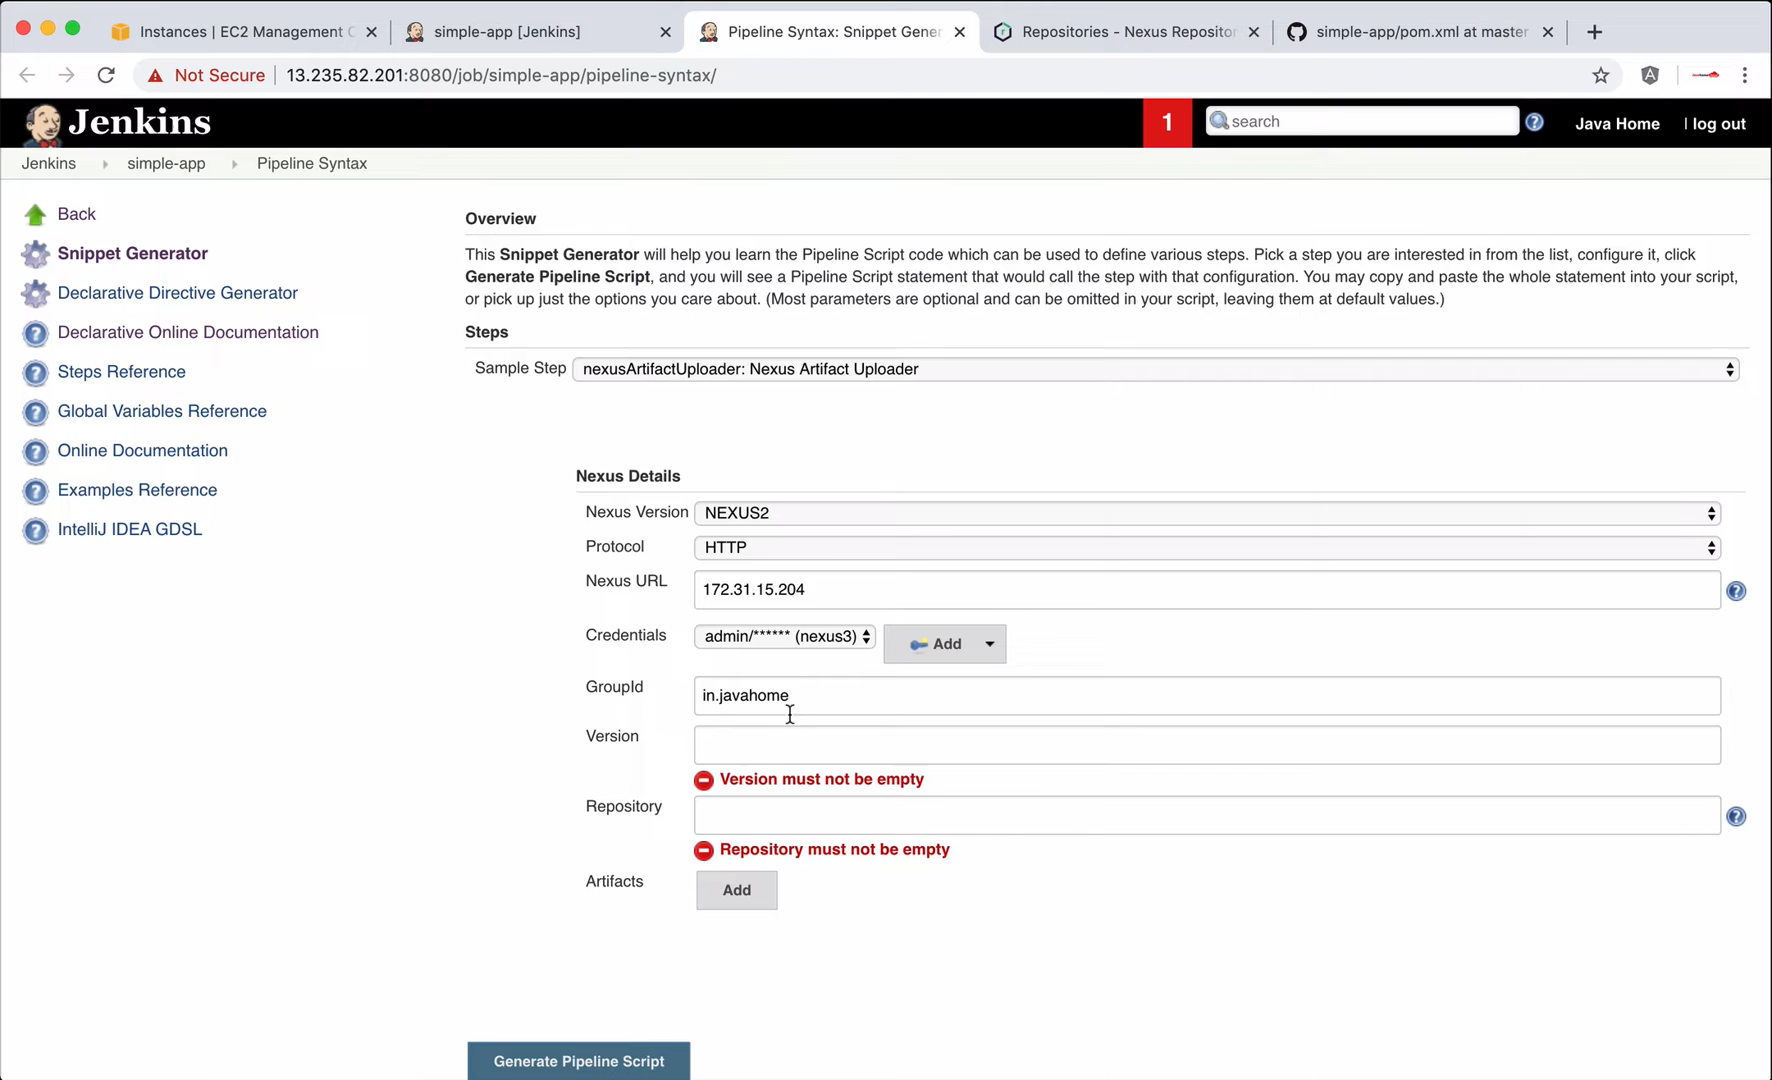 Instances | EC2 Management C
simple-app [Jenkins]
Pipeline Syntax: Snippet Gener
Repositories - Nexus Repositor
simple-app/pom.xml at master
Not Secure
13.235.82.201:8080/job/simple-app/pipeline-syntax/
Jenkins
1
search
Java Home
| log out
Jenkins
simple-app
Pipeline Syntax
Back
Snippet Generator
Declarative Directive Generator
Declarative Online Documentation
Steps Reference
Global Variables Reference
Online Documentation
Examples Reference
IntelliJ IDEA GDSL
Overview
This Snippet Generator will help you learn the Pipeline Script code which can be used to define various steps. Pick a step you are interested in from the list, configure it, click
Generate Pipeline Script, and you will see a Pipeline Script statement that would call the step with that configuration. You may copy and paste the whole statement into your script,
or pick up just the options you care about. (Most parameters are optional and can be omitted in your script, leaving them at default values.)
Steps
Sample Step
nexusArtifactUploader: Nexus Artifact Uploader
Nexus Details
Nexus Version
NEXUS2
Protocol
HTTP
Nexus URL
172.31.15.204
Credentials
admin/****** (nexus3)
Add
GroupId
in.javahome
Version
Version must not be empty
Repository
Repository must not be empty
Artifacts
Add
Generate Pipeline Script